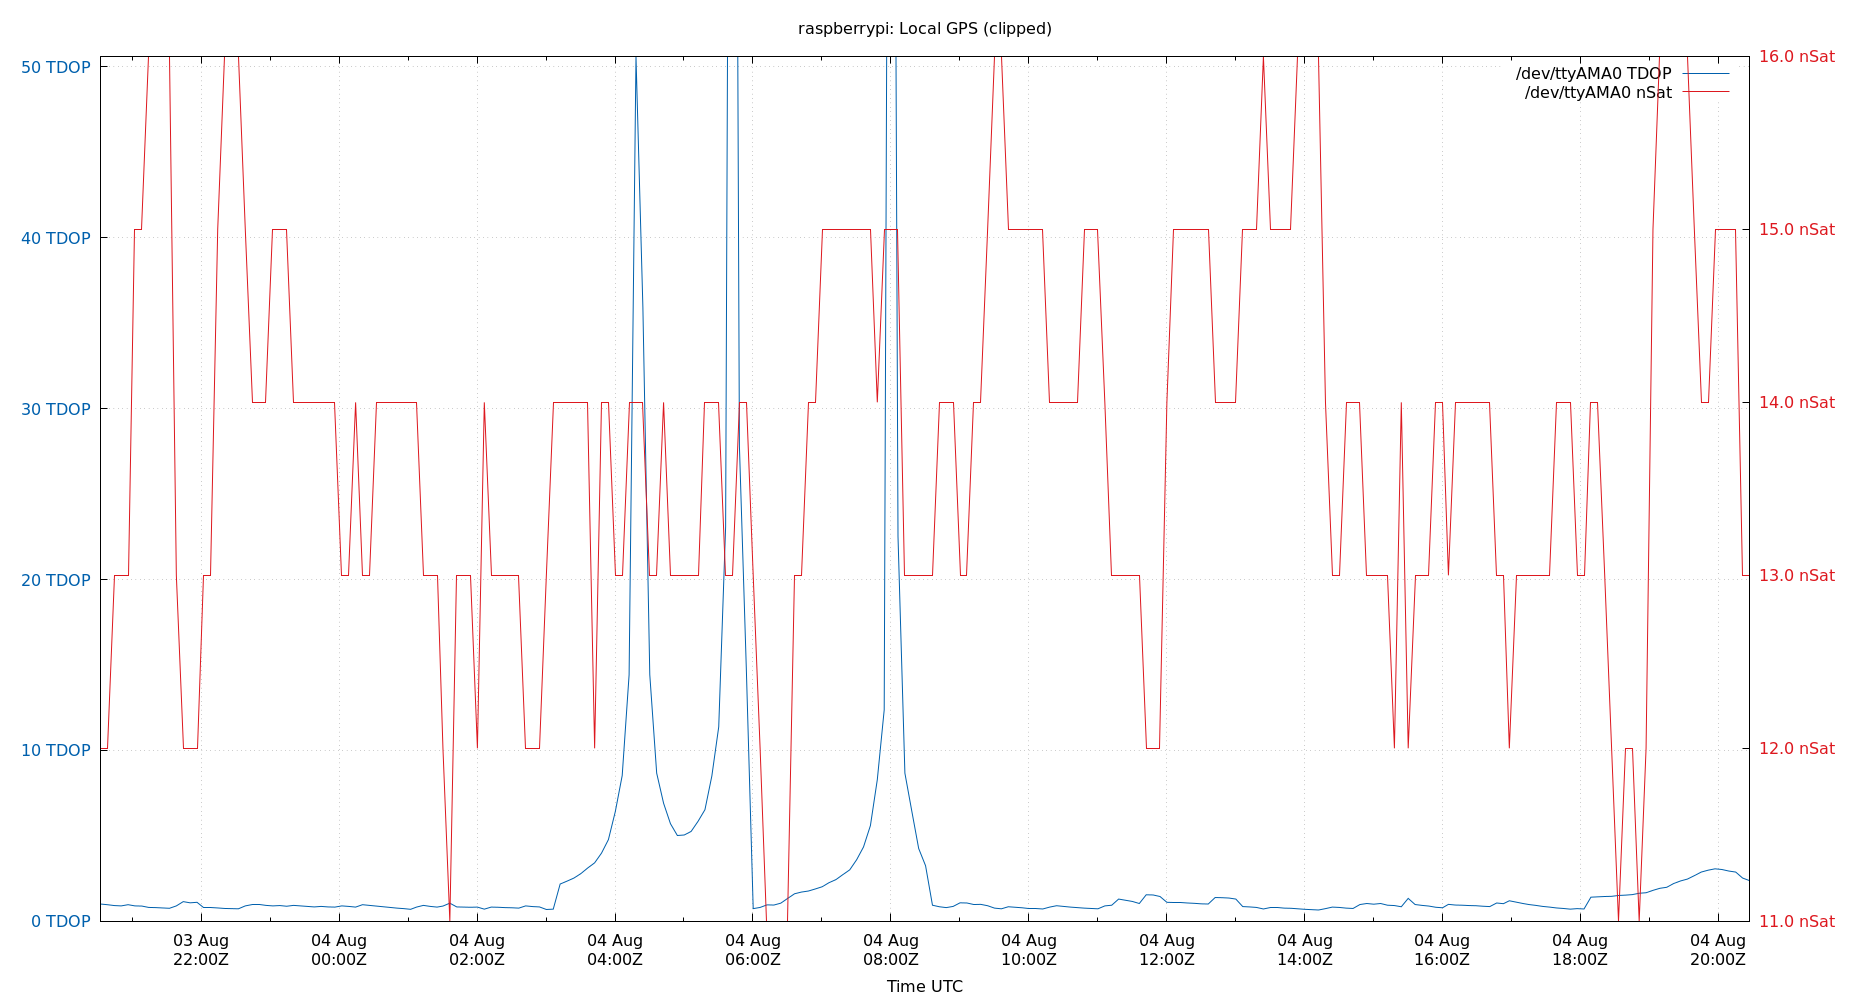 raspberrypi: Local GPS (clipped)
50 TDOP
40 TDOP
30 TDOP
20 TDOP
10 TDOP
0 TDOP
16.0 nSat
15.0 nSat
14.0 nSat
13.0 nSat
12.0 nSat
11.0 nSat
/dev/ttyAMA0 TDOP
/dev/ttyAMA0 nSat
03 Aug
22:00Z
04 Aug
00:00Z
04 Aug
02:00Z
04 Aug
04:00Z
04 Aug
06:00Z
04 Aug
08:00Z
04 Aug
10:00Z
04 Aug
12:00Z
04 Aug
14:00Z
04 Aug
16:00Z
04 Aug
18:00Z
04 Aug
20:00Z
Time UTC